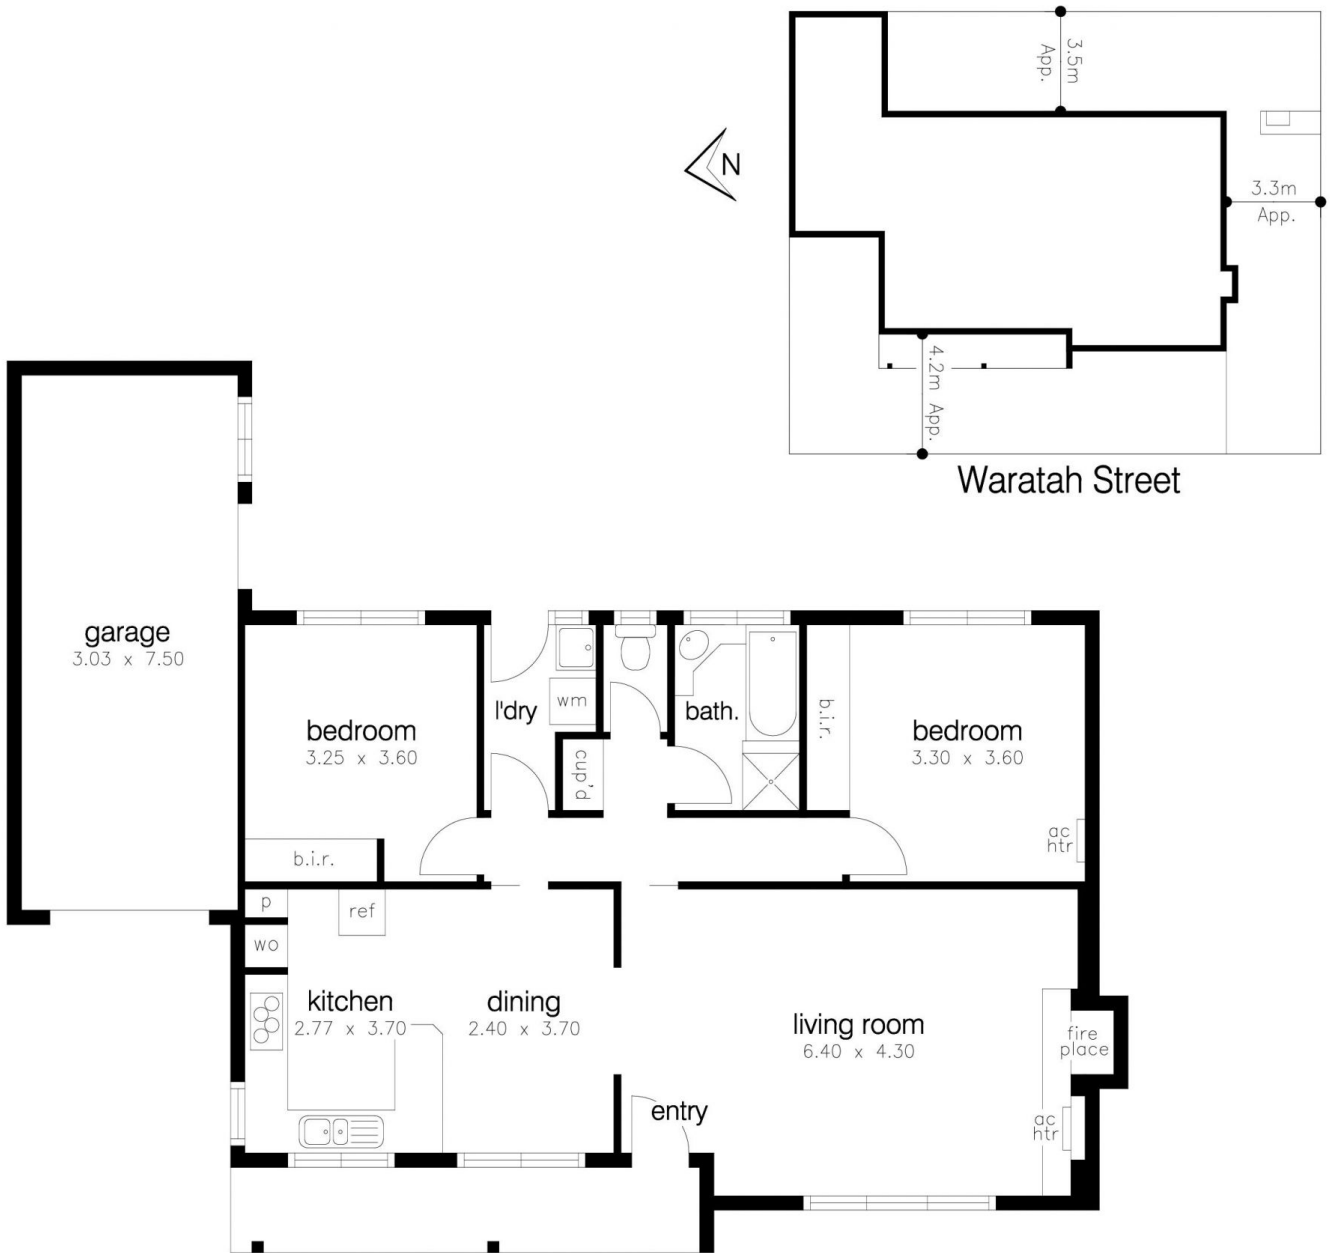 3.5m
App.
N
3.3m
App.
4.2m App.
Waratah Street
garage
3.03 x 7.50
bedroom
3.25 x 3.60
b.i.r.
l'dry
wm
cup'd
bath.
b.i.r.
bedroom
3.30 x 3.60
ac
htr
p
wo
ref
kitchen
2.77 x 3.70
dining
2.40 x 3.70
living room
6.40 x 4.30
fire
place
entry
ac
htr